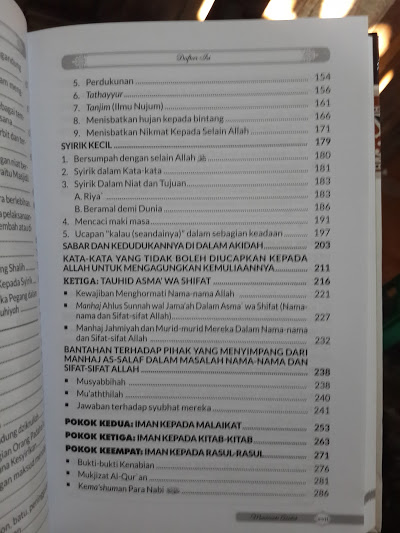 gandung
Daftar Isi
5. Perdukunan 154
6. Tathayyur 156
7. Tanjim (Ilmu Nujum) 161
8. Menisbatkan hujan kepada bintang 166
9. Menisbatkan Nikmat Kepada Selain Allah 171
SYIRIK KECIL 179
1. Bersumpah dengan selain Allah ﷻ 180
2. Syirik dalam Kata-kata 181
3. Syirik Dalam Niat dan Tujuan 183
A. Riya` 183
B. Beramal demi Dunia 186
4. Mencaci maki masa 191
5. Ucapan "kalau (seandainya)" dalam sebagian keadaan 197
SABAR DAN KEDUDUKANNYA DI DALAM AKIDAH 203
KATA-KATA YANG TIDAK BOLEH DIUCAPKAN KEPADA
ALLAH UNTUK MENGAGUNGKAN KEMULIAANNYA 211
KETIGA: TAUHID ASMA` WA SHIFAT 216
▪ Kewajiban Menghormati Nama-nama Allah 221
▪ Manhaj Ahlus Sunnah wal Jama'ah Dalam Asma` wa Shifat (Nama-
nama dan Sifat-sifat Allah) 227
▪ Manhaj Jahmiyah dan Murid-murid Mereka Dalam Nama-nama
dan Sifat-sifat Allah 232
BANTAHAN TERHADAP PIHAK YANG MENYIMPANG DARI
MANHAJ AS-SALAF DALAM MASALAH NAMA-NAMA DAN
SIFAT-SIFAT ALLAH 238
▪ Musyabbihah 238
▪ Mu'aththilah 240
▪ Jawaban terhadap syubhat mereka 241
POKOK KEDUA: IMAN KEPADA MALAIKAT 253
POKOK KETIGA: IMAN KEPADA KITAB-KITAB 263
POKOK KEEMPAT: IMAN KEPADA RASUL-RASUL 271
▪ Bukti-bukti Kenabian 276
▪ Mukjizat Al-Qur`an 281
▪ Kema'shuman Para Nabi 286